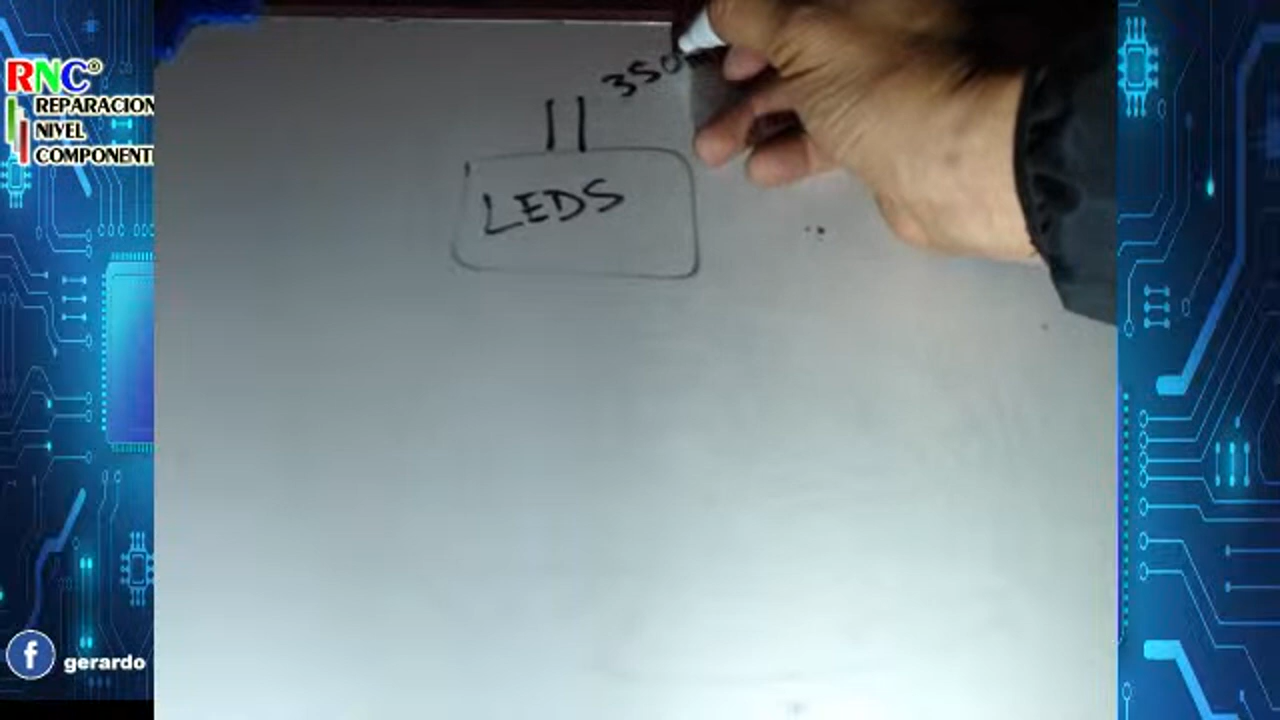 RNC®
REPARACION
NIVEL
COMPONENT
350
LEDS
f gerardo